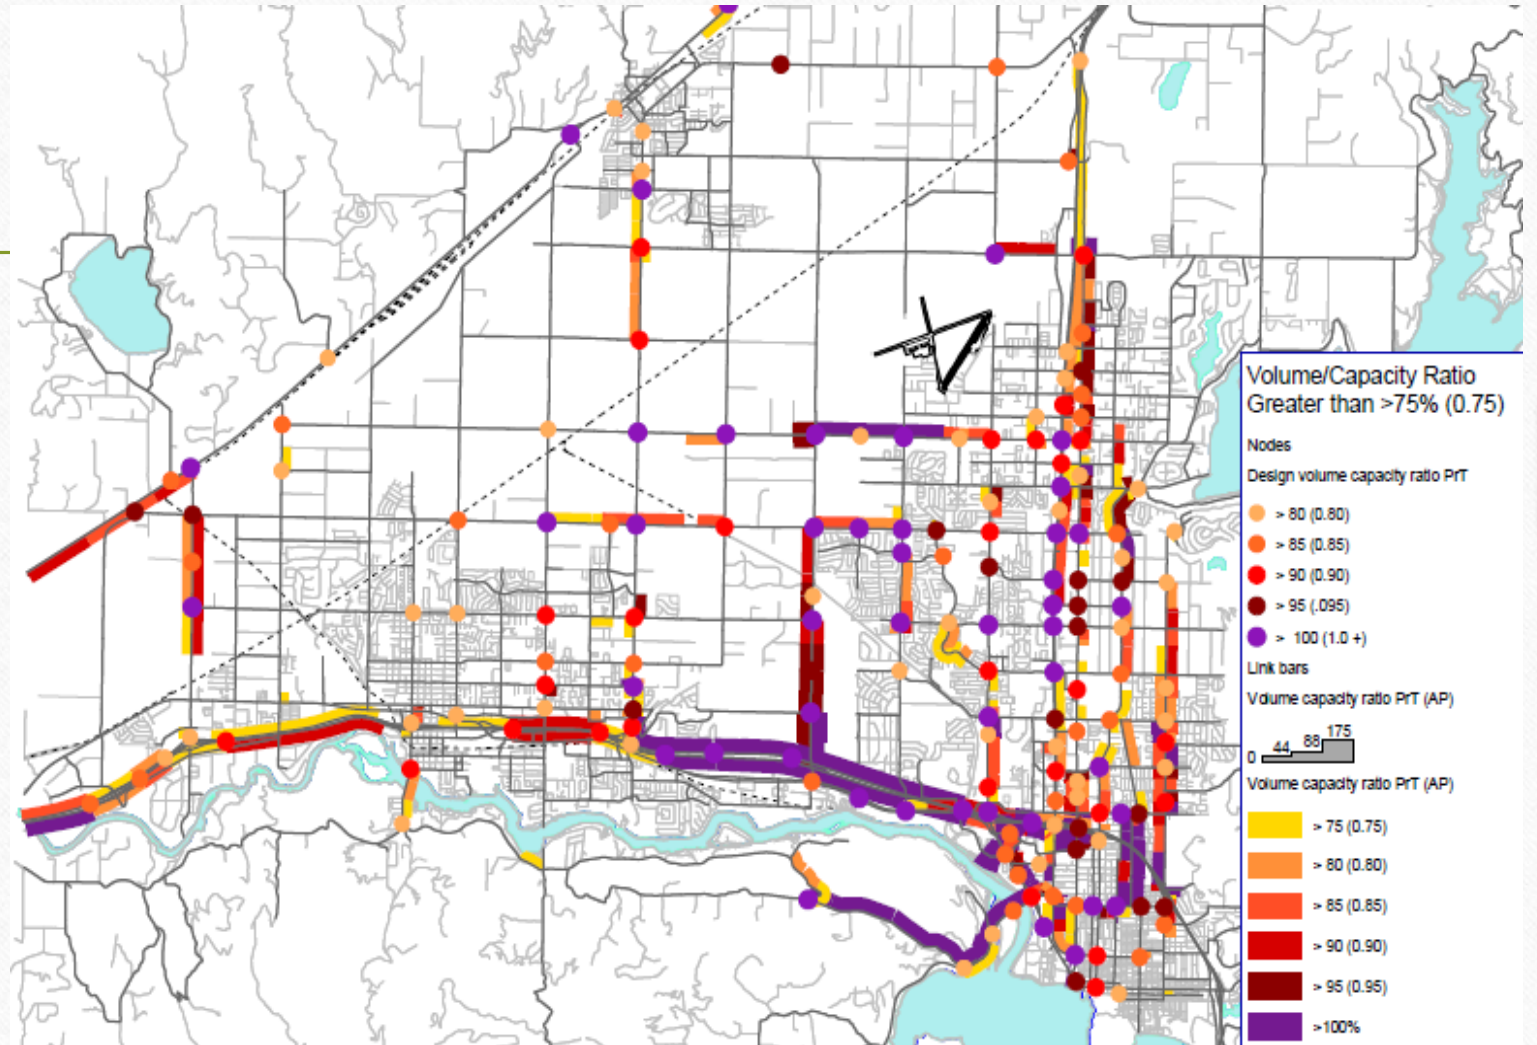 Volume/Capacity Ratio
Greater than >75% (0.75)
Nodes
Design volume capacity ratio PrT
> 80 (0.80)
> 85 (0.85)
> 90 (0.90)
> 95 (.095)
> 100 (1.0 +)
Link bars
Volume capacity ratio PrT (AP)
0 44 88 175
Volume capacity ratio PrT (AP)
> 75 (0.75)
> 80 (0.80)
> 85 (0.85)
> 90 (0.90)
> 95 (0.95)
>100%